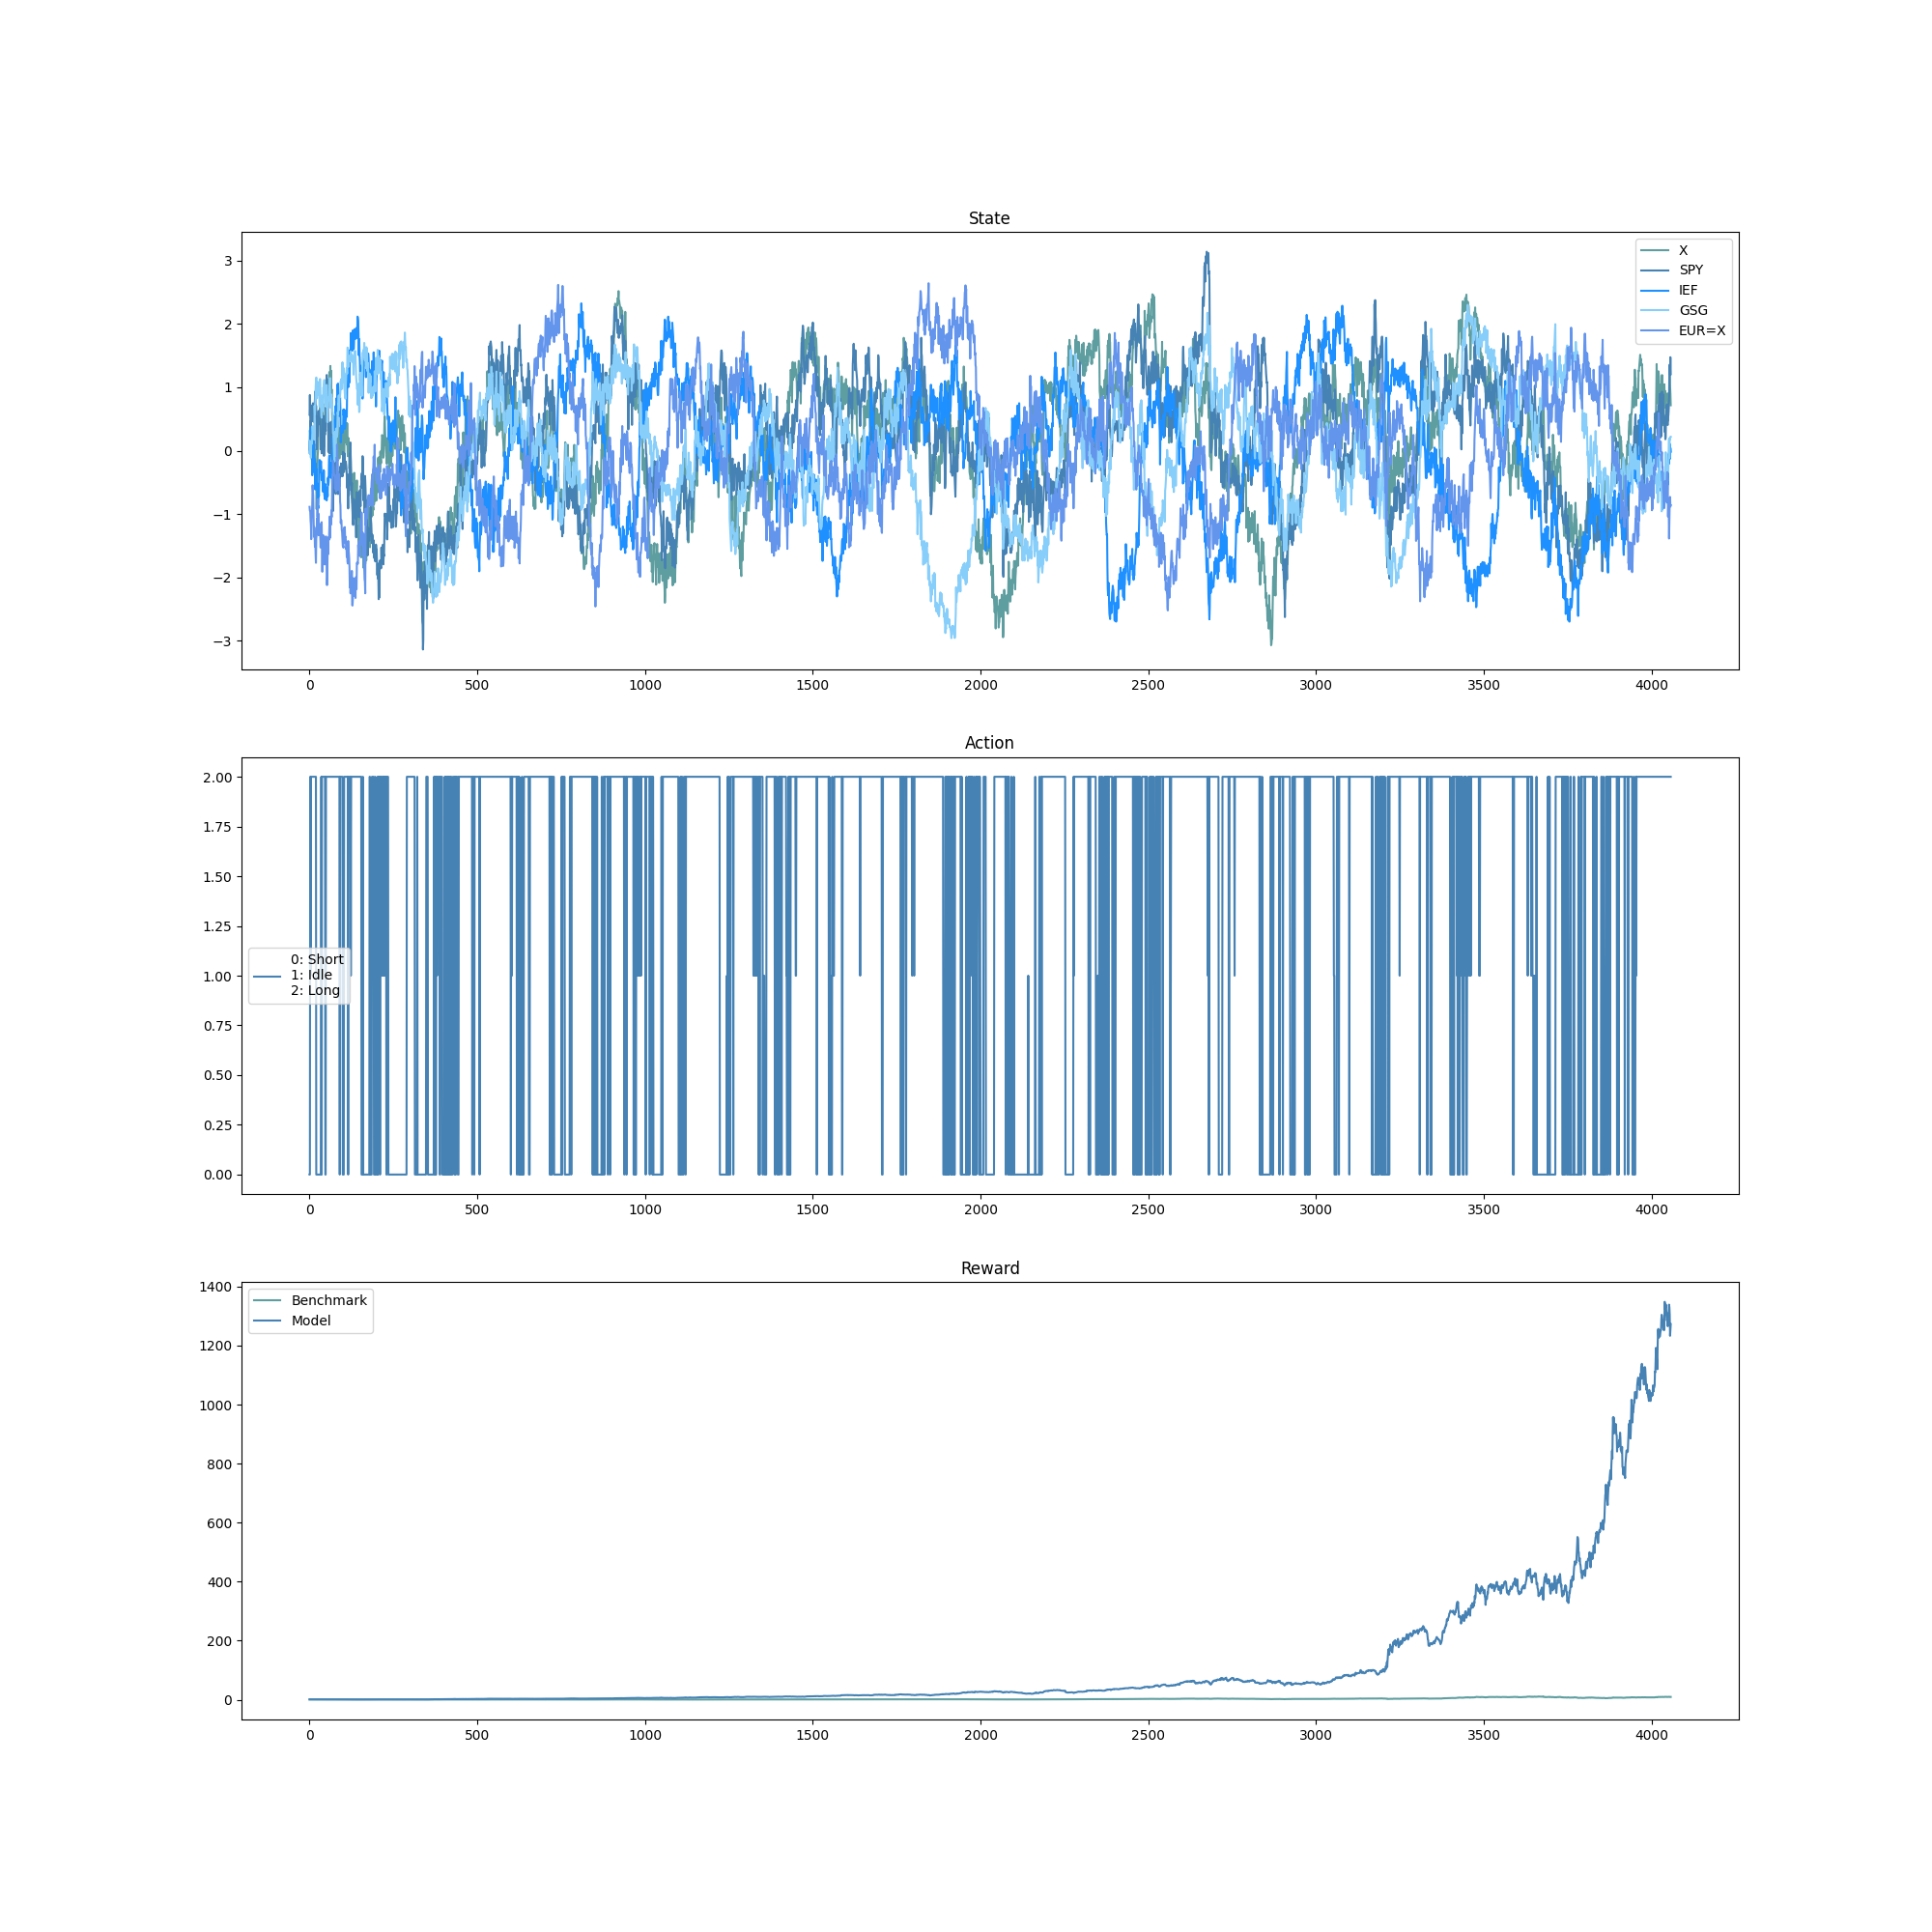 State
3
2
1
0
−1
−2
−3
X
SPY
IEF
GSG
EUR=X
0 500 1000 1500 2000 2500 3000 3500 4000
Action
2.00
1.75
1.50
1.25
1.00
0.75
0.50
0.25
0.00
0: Short
1: Idle
2: Long
0 500 1000 1500 2000 2500 3000 3500 4000
Reward
1400
1200
1000
800
600
400
200
0
Benchmark
Model
0 500 1000 1500 2000 2500 3000 3500 4000